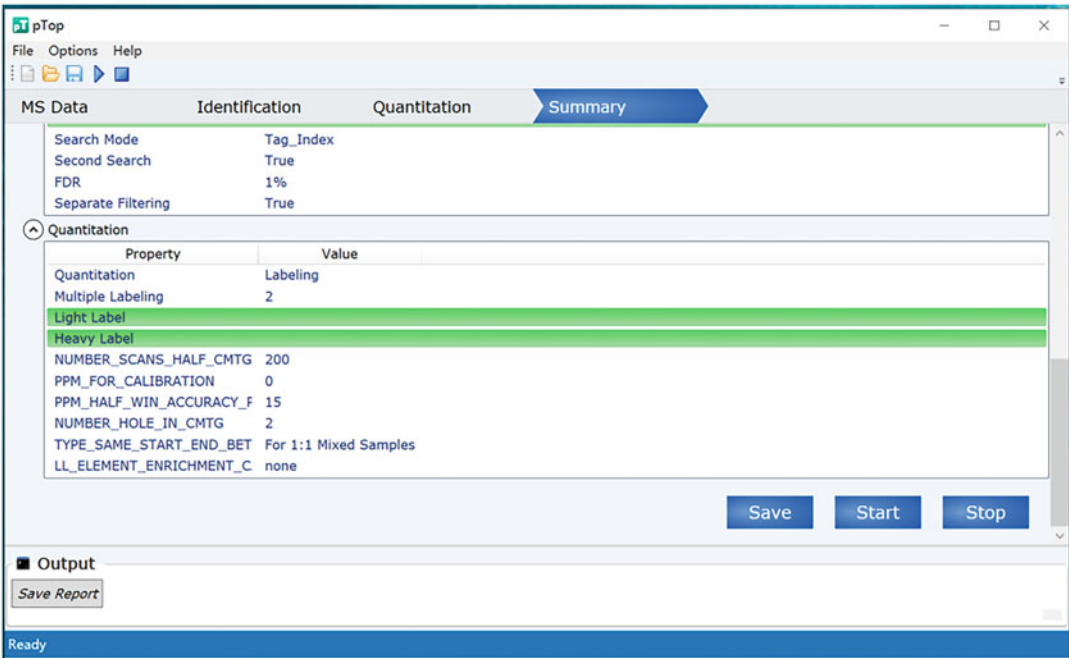 pT pTop
File Options Help
MS Data Identification Quantitation Summary
Search Mode Tag_Index
Second Search True
FDR 1%
Separate Filtering True
Quantitation
Property Value
Quantitation Labeling
Multiple Labeling 2
Light Label
Heavy Label
NUMBER_SCANS_HALF_CMTG 200
PPM_FOR_CALIBRATION 0
PPM_HALF_WIN_ACCURACY_F 15
NUMBER_HOLE_IN_CMTG 2
TYPE_SAME_START_END_BET For 1:1 Mixed Samples
LL_ELEMENT_ENRICHMENT_C. none
Save Start Stop
Output
Save Report
Ready